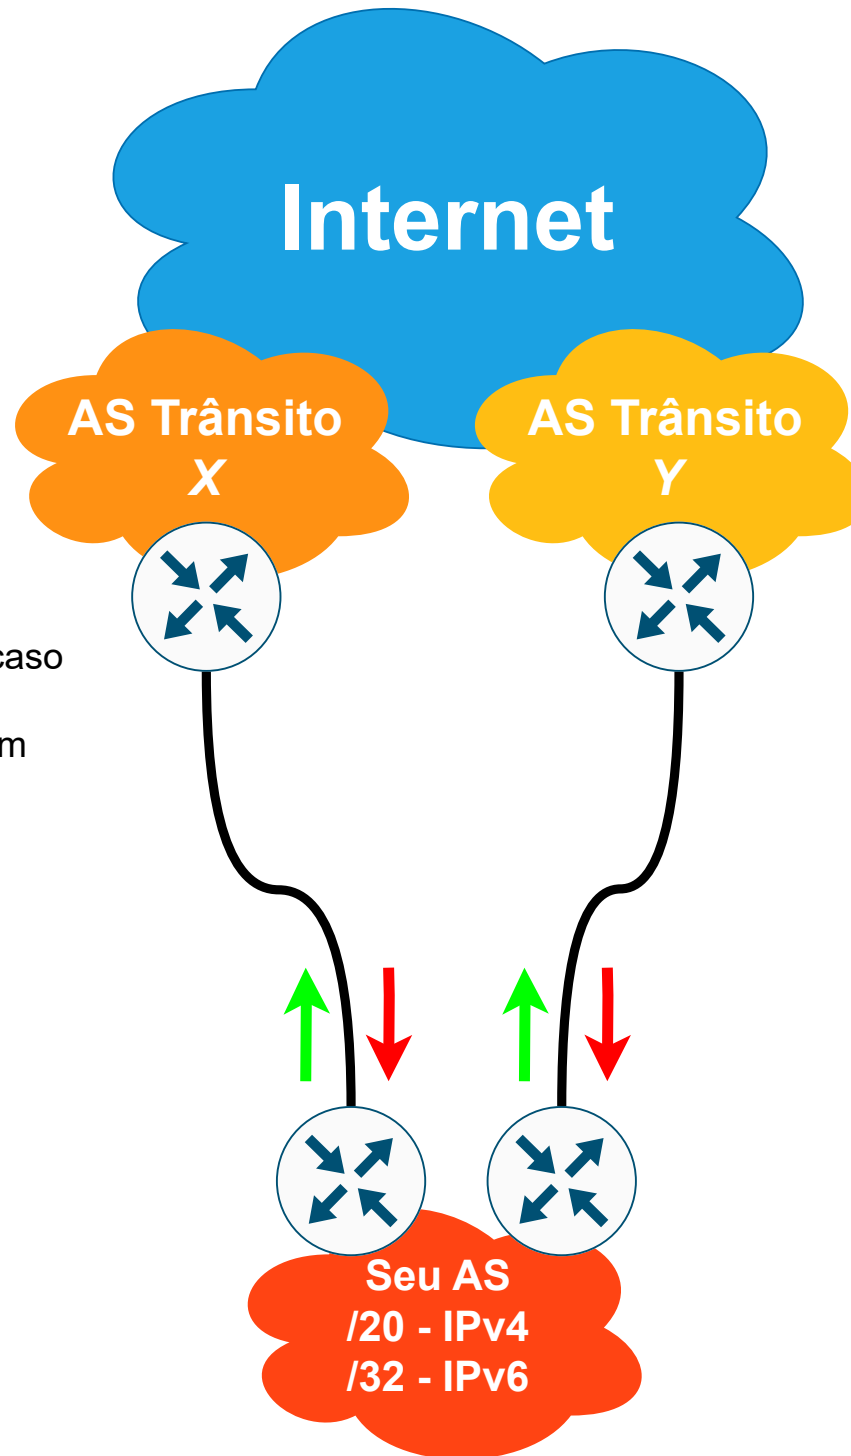 Internet
AS Trânsito
X
AS Trânsito
Y
caso
m
Seu AS
/20 - IPv4
/32 - IPv6